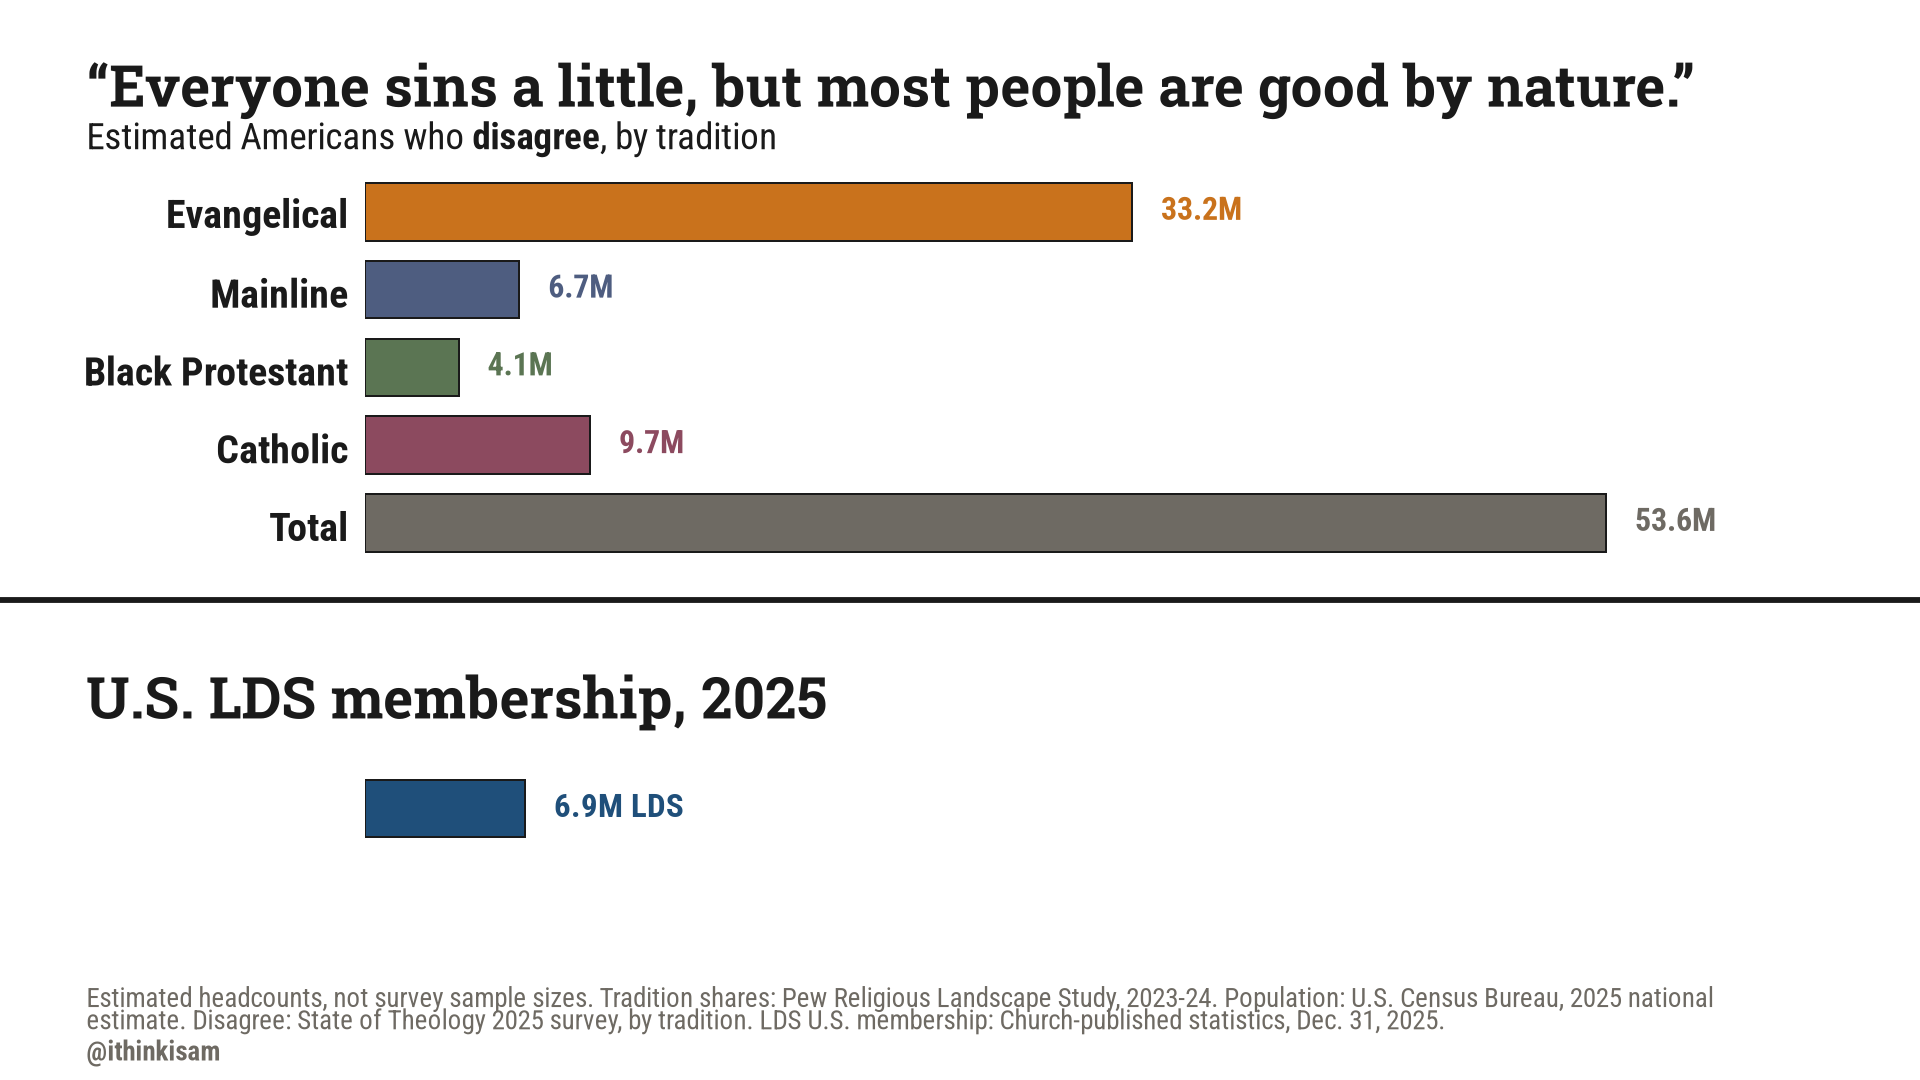 “Everyone sins a little, but most people are good by nature.”
Estimated Americans who disagree, by tradition
Evangelical 33.2M
Mainline 6.7M
Black Protestant 4.1M
Catholic 9.7M
Total 53.6M
U.S. LDS membership, 2025
6.9M LDS
Estimated headcounts, not survey sample sizes. Tradition shares: Pew Religious Landscape Study, 2023-24. Population: U.S. Census Bureau, 2025 national
estimate. Disagree: State of Theology 2025 survey, by tradition. LDS U.S. membership: Church-published statistics, Dec. 31, 2025.
@ithinkisam